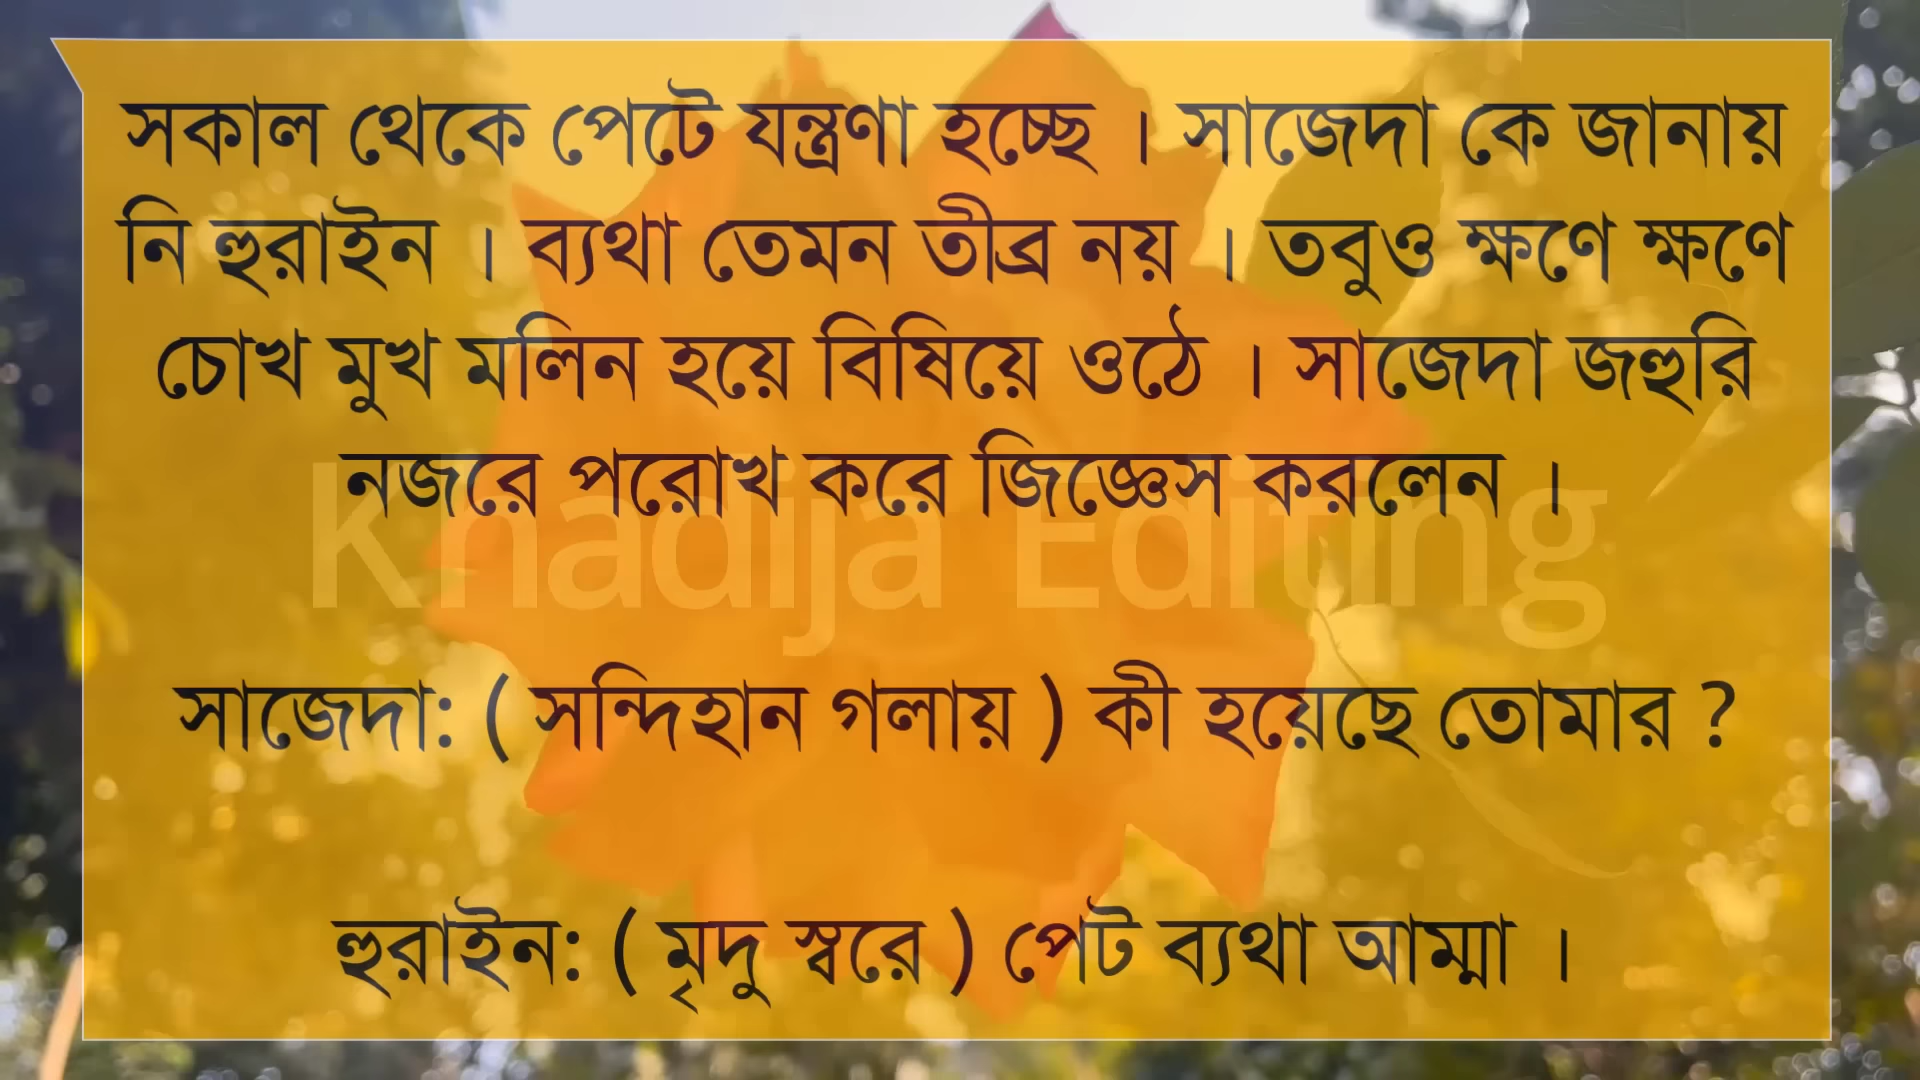 সকাল থেকে পেটে যন্ত্রণা হচ্ছে । সাজেদা কে জানায়
নি হুরাইন । ব্যথা তেমন তীব্র নয় । তবুও ক্ষণে ক্ষণে
চোখ মুখ মলিন হয়ে বিষিয়ে ওঠে । সাজেদা জহুরি
নজরে পরোখ করে জিজ্ঞেস করলেন ।
Khadija Editing
সাজেদা: ( সন্দিহান গলায় ) কী হয়েছে তোমার ?
হুরাইন: ( মৃদু স্বরে ) পেট ব্যথা আম্মা ।